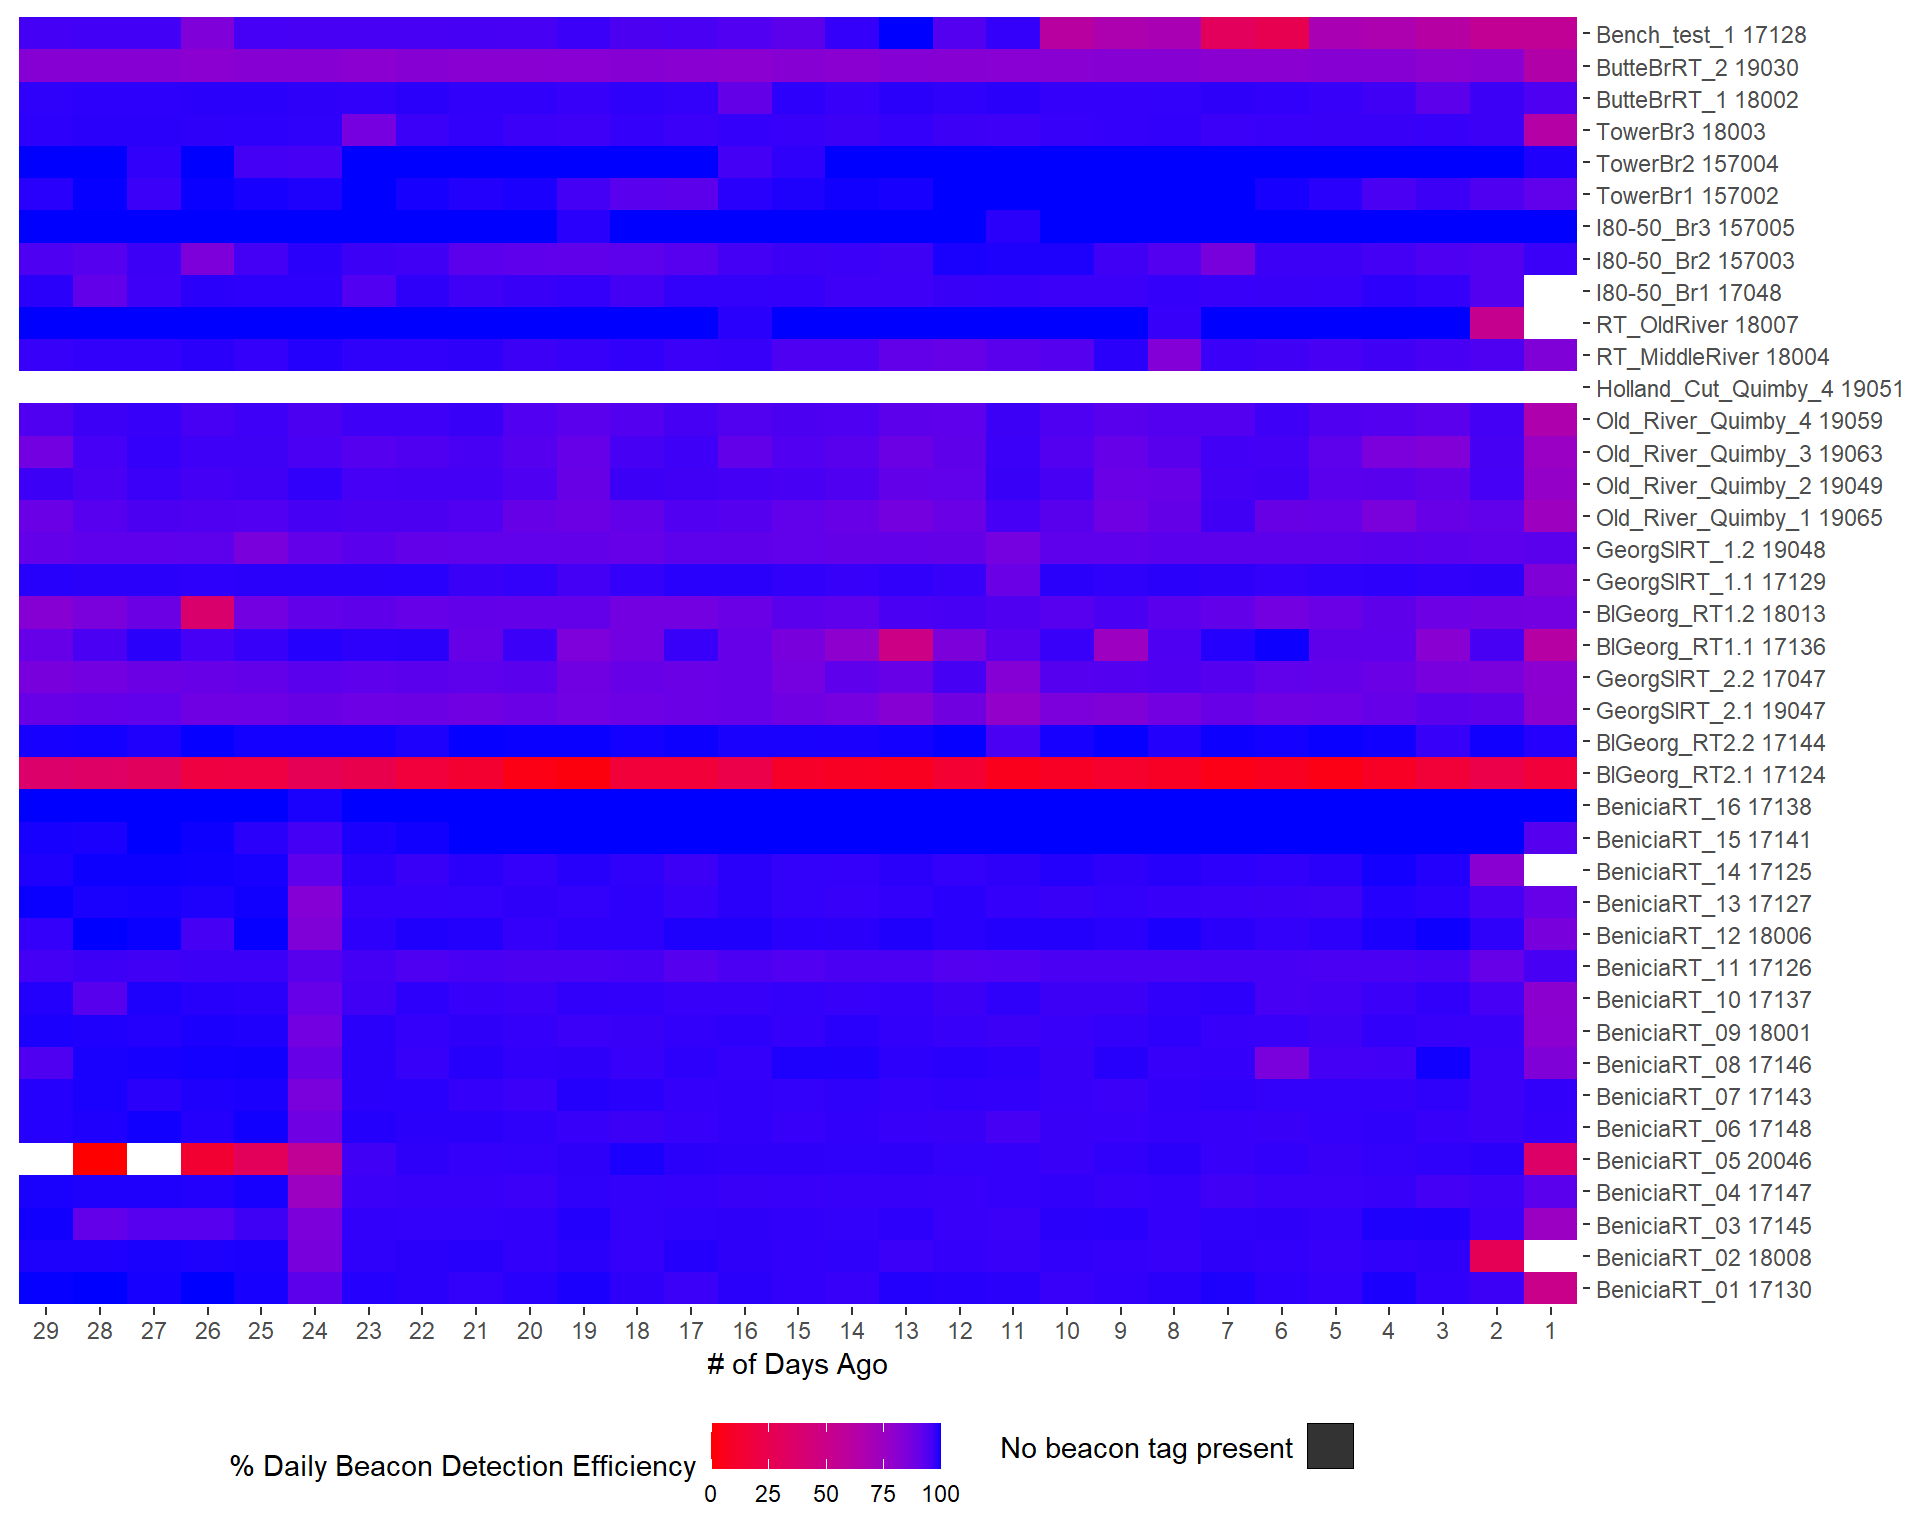 Bench_test_1 17128
ButteBrRT_2 19030
ButteBrRT_1 18002
TowerBr3 18003
TowerBr2 157004
TowerBr1 157002
I80-50_Br3 157005
I80-50_Br2 157003
I80-50_Br1 17048
RT_OldRiver 18007
RT_MiddleRiver 18004
Holland_Cut_Quimby_4 19051
Old_River_Quimby_4 19059
Old_River_Quimby_3 19063
Old_River_Quimby_2 19049
Old_River_Quimby_1 19065
GeorgSlRT_1.2 19048
GeorgSlRT_1.1 17129
BlGeorg_RT1.2 18013
BlGeorg_RT1.1 17136
GeorgSlRT_2.2 17047
GeorgSlRT_2.1 19047
BlGeorg_RT2.2 17144
BlGeorg_RT2.1 17124
BeniciaRT_16 17138
BeniciaRT_15 17141
BeniciaRT_14 17125
BeniciaRT_13 17127
BeniciaRT_12 18006
BeniciaRT_11 17126
BeniciaRT_10 17137
BeniciaRT_09 18001
BeniciaRT_08 17146
BeniciaRT_07 17143
BeniciaRT_06 17148
BeniciaRT_05 20046
BeniciaRT_04 17147
BeniciaRT_03 17145
BeniciaRT_02 18008
BeniciaRT_01 17130
29 28 27 26 25 24 23 22 21 20 19 18 17 16 15 14 13 12 11 10 9 8 7 6 5 4 3 2 1
# of Days Ago
% Daily Beacon Detection Efficiency
0 25 50 75 100
No beacon tag present